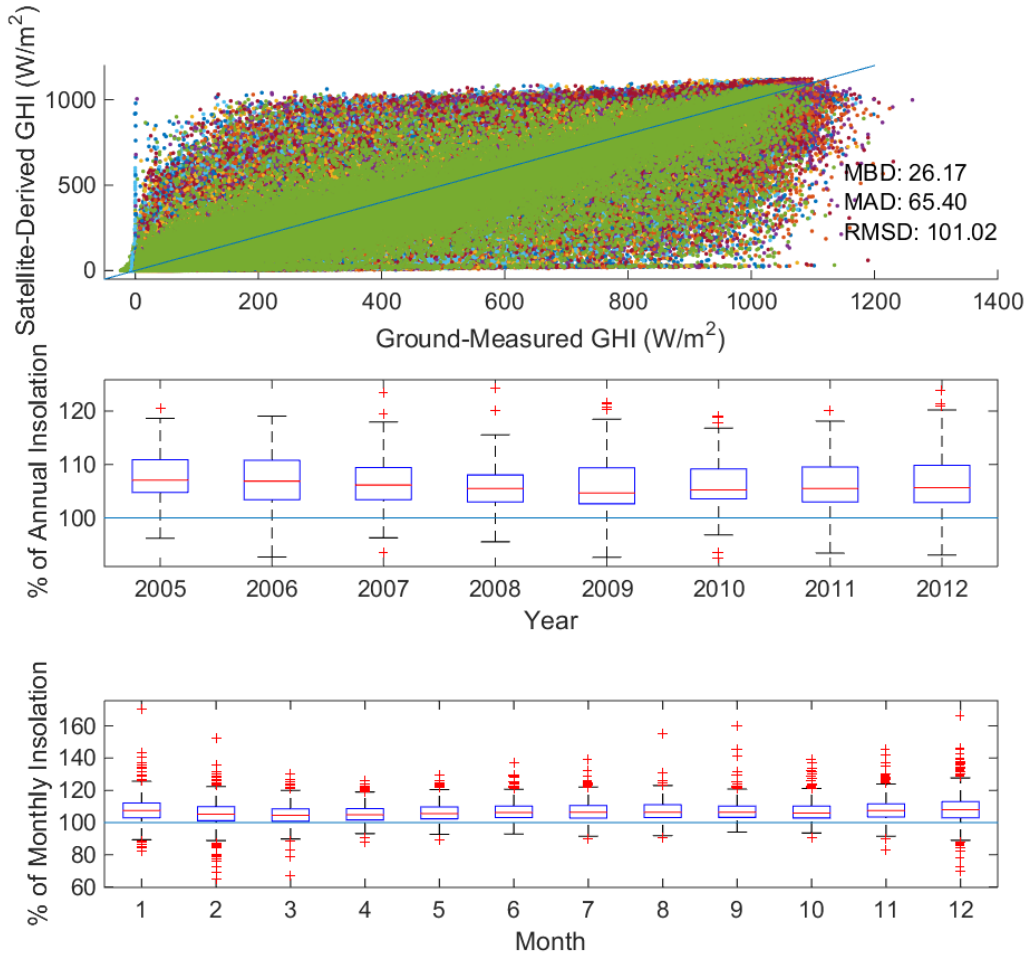 Satellite-Derived GHI (W/m²)
1000
500
0
MBD: 26.17
MAD: 65.40
RMSD: 101.02
0 200 400 600 800 1000 1200 1400
Ground-Measured GHI (W/m²)
% of Annual Insolation
120
110
100
2005 2006 2007 2008 2009 2010 2011 2012
Year
% of Monthly Insolation
160
140
120
100
80
60
1 2 3 4 5 6 7 8 9 10 11 12
Month